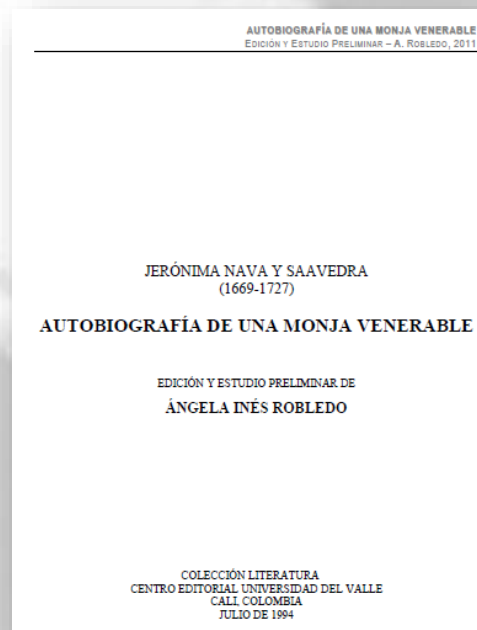 AUTOBIOGRAFÍA DE UNA MONJA VENERABLE
EDICIÓN Y ESTUDIO PRELIMINAR – A. ROBLEDO, 2011
JERÓNIMA NAVA Y SAAVEDRA
(1669-1727)
AUTOBIOGRAFÍA DE UNA MONJA VENERABLE
EDICIÓN Y ESTUDIO PRELIMINAR DE
ÁNGELA INÉS ROBLEDO
COLECCIÓN LITERATURA
CENTRO EDITORIAL UNIVERSIDAD DEL VALLE
CALI, COLOMBIA
JULIO DE 1994